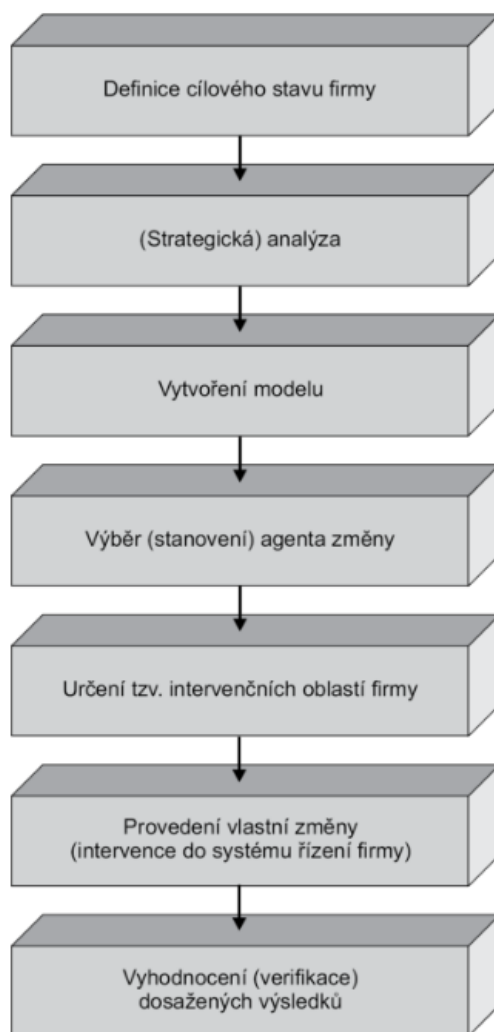 Definice cílového stavu firmy
(Strategická) analýza
Vytvoření modelu
Výběr (stanovení) agenta změny
Určení tzv. intervenčních oblastí firmy
Provedení vlastní změny
(intervence do systému řízení firmy)
Vyhodnocení (verifikace)
dosažených výsledků